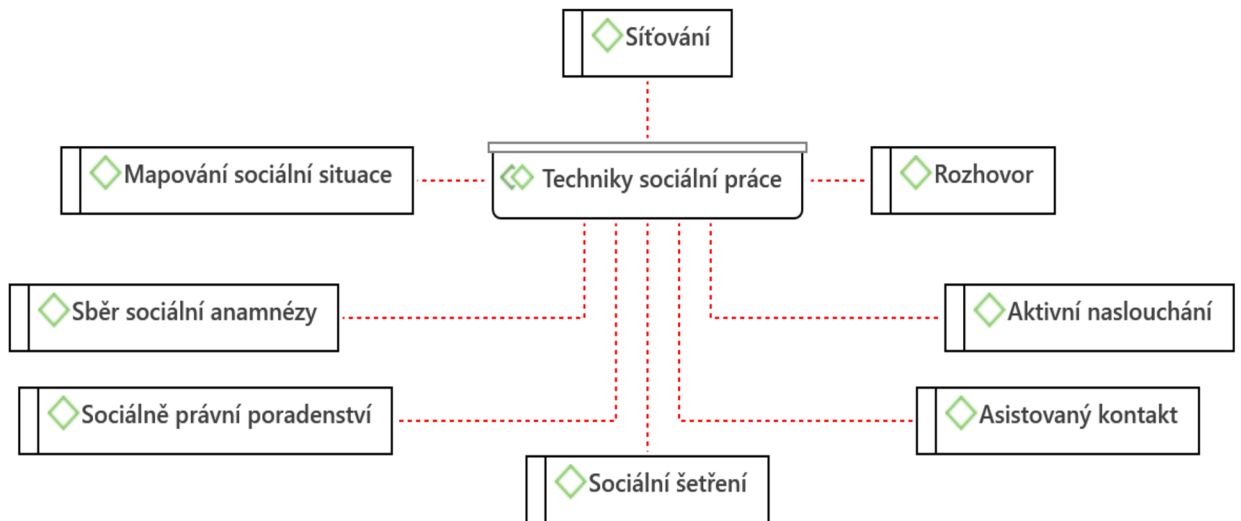 Síťování
Mapování sociální situace
Techniky sociální práce
Rozhovor
Sběr sociální anamnézy
Aktivní naslouchání
Sociálně právní poradenství
Asistovaný kontakt
Sociální šetření